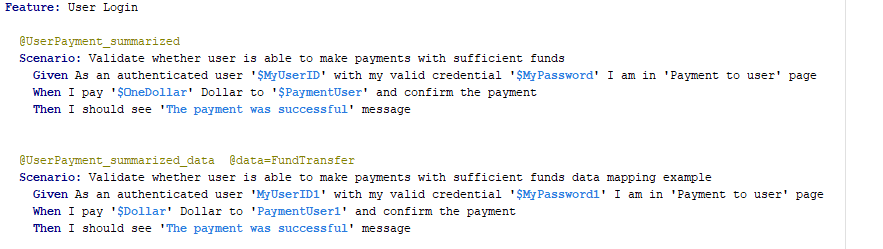 Feature: User Login
@UserPayment_summarized
Scenario: Validate whether user is able to make payments with sufficient funds
Given As an authenticated user '$MyUserID' with my valid credential '$MyPassword' I am in 'Payment to user' page
When I pay '$OneDollar' Dollar to '$PaymentUser' and confirm the payment
Then I should see 'The payment was successful' message
@UserPayment_summarized_data @data=FundTransfer
Scenario: Validate whether user is able to make payments with sufficient funds data mapping example
Given As an authenticated user 'MyUserID1' with my valid credential '$MyPassword1' I am in 'Payment to user' page
When I pay '$Dollar' Dollar to 'PaymentUser1' and confirm the payment
Then I should see 'The payment was successful' message